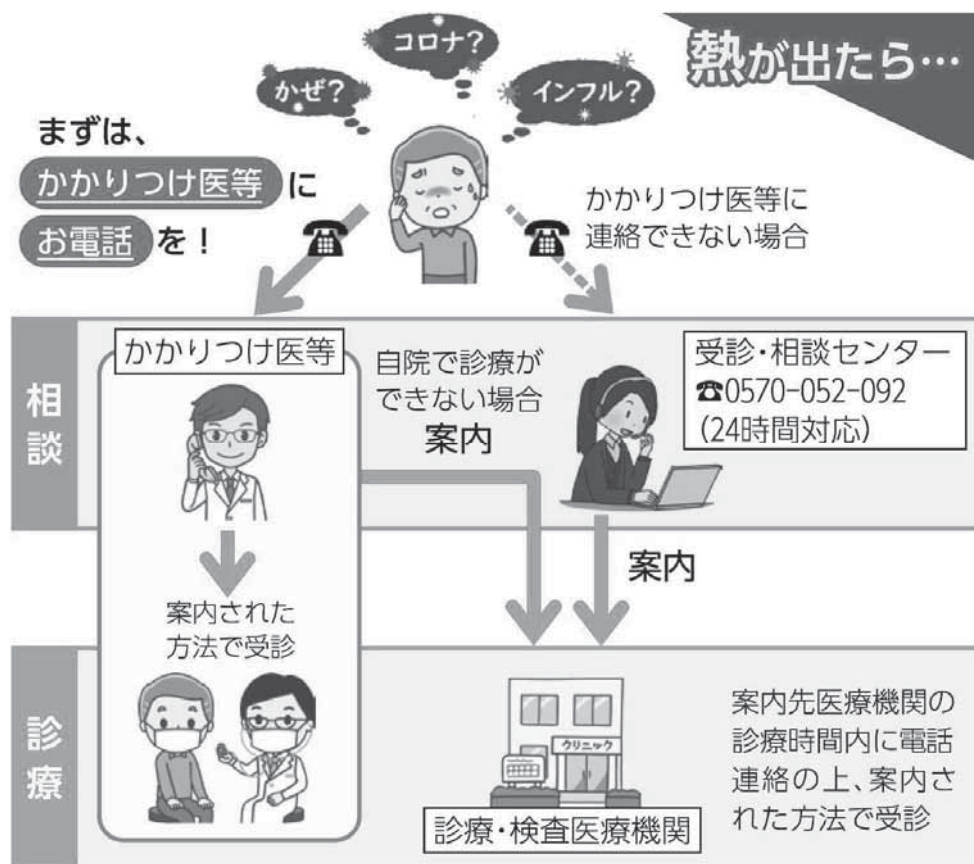 熱が出たら…
かぜ？
コロナ？
インフル？
まずは、
かかりつけ医等に
お電話を！
かかりつけ医等に
連絡できない場合
相談
かかりつけ医等
自院で診療が
できない場合
案内
受診・相談センター
☎0570-052-092
(24時間対応)
案内された
方法で受診
案内
診療
クリニック
診療・検査医療機関
案内先医療機関の
診療時間内に電話
連絡の上、案内さ
れた方法で受診